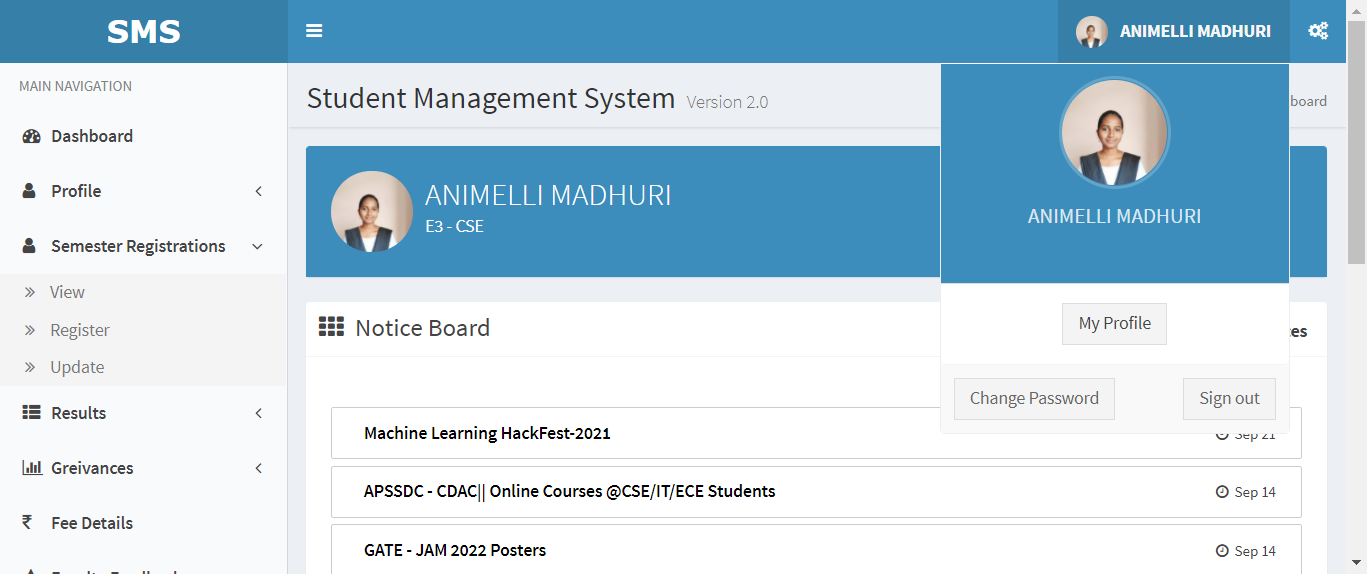 SMS
ANIMELLI MADHURI
MAIN NAVIGATION
Dashboard
Profile
Semester Registrations
View
Register
Update
Results
Greivances
Fee Details
Student Management System Version 2.0
board
ANIMELLI MADHURI
E3 - CSE
ANIMELLI MADHURI
My Profile
Change Password
Sign out
Notice Board
tes
Machine Learning HackFest-2021
Sep 21
APSSDC - CDAC|| Online Courses @CSE/IT/ECE Students
Sep 14
GATE - JAM 2022 Posters
Sep 14